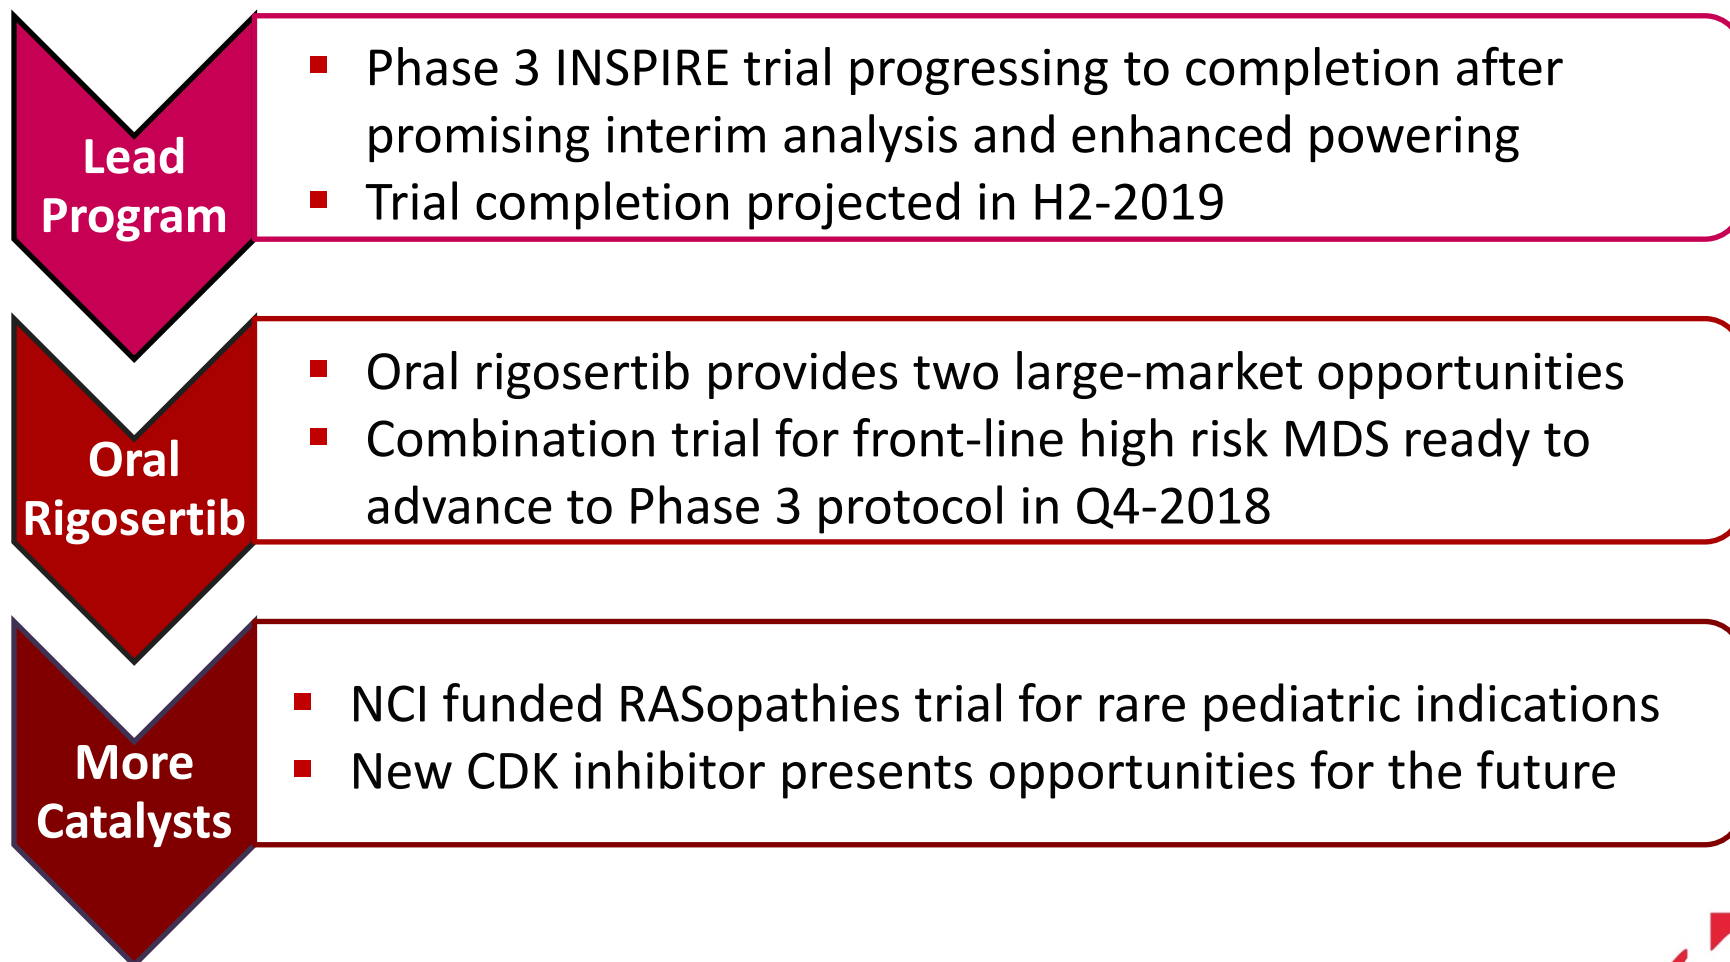 Lead
Program
▪ Phase 3 INSPIRE trial progressing to completion after
promising interim analysis and enhanced powering
▪ Trial completion projected in H2-2019
Oral
Rigosertib
▪ Oral rigosertib provides two large-market opportunities
▪ Combination trial for front-line high risk MDS ready to
advance to Phase 3 protocol in Q4-2018
More
Catalysts
▪ NCI funded RASopathies trial for rare pediatric indications
▪ New CDK inhibitor presents opportunities for the future